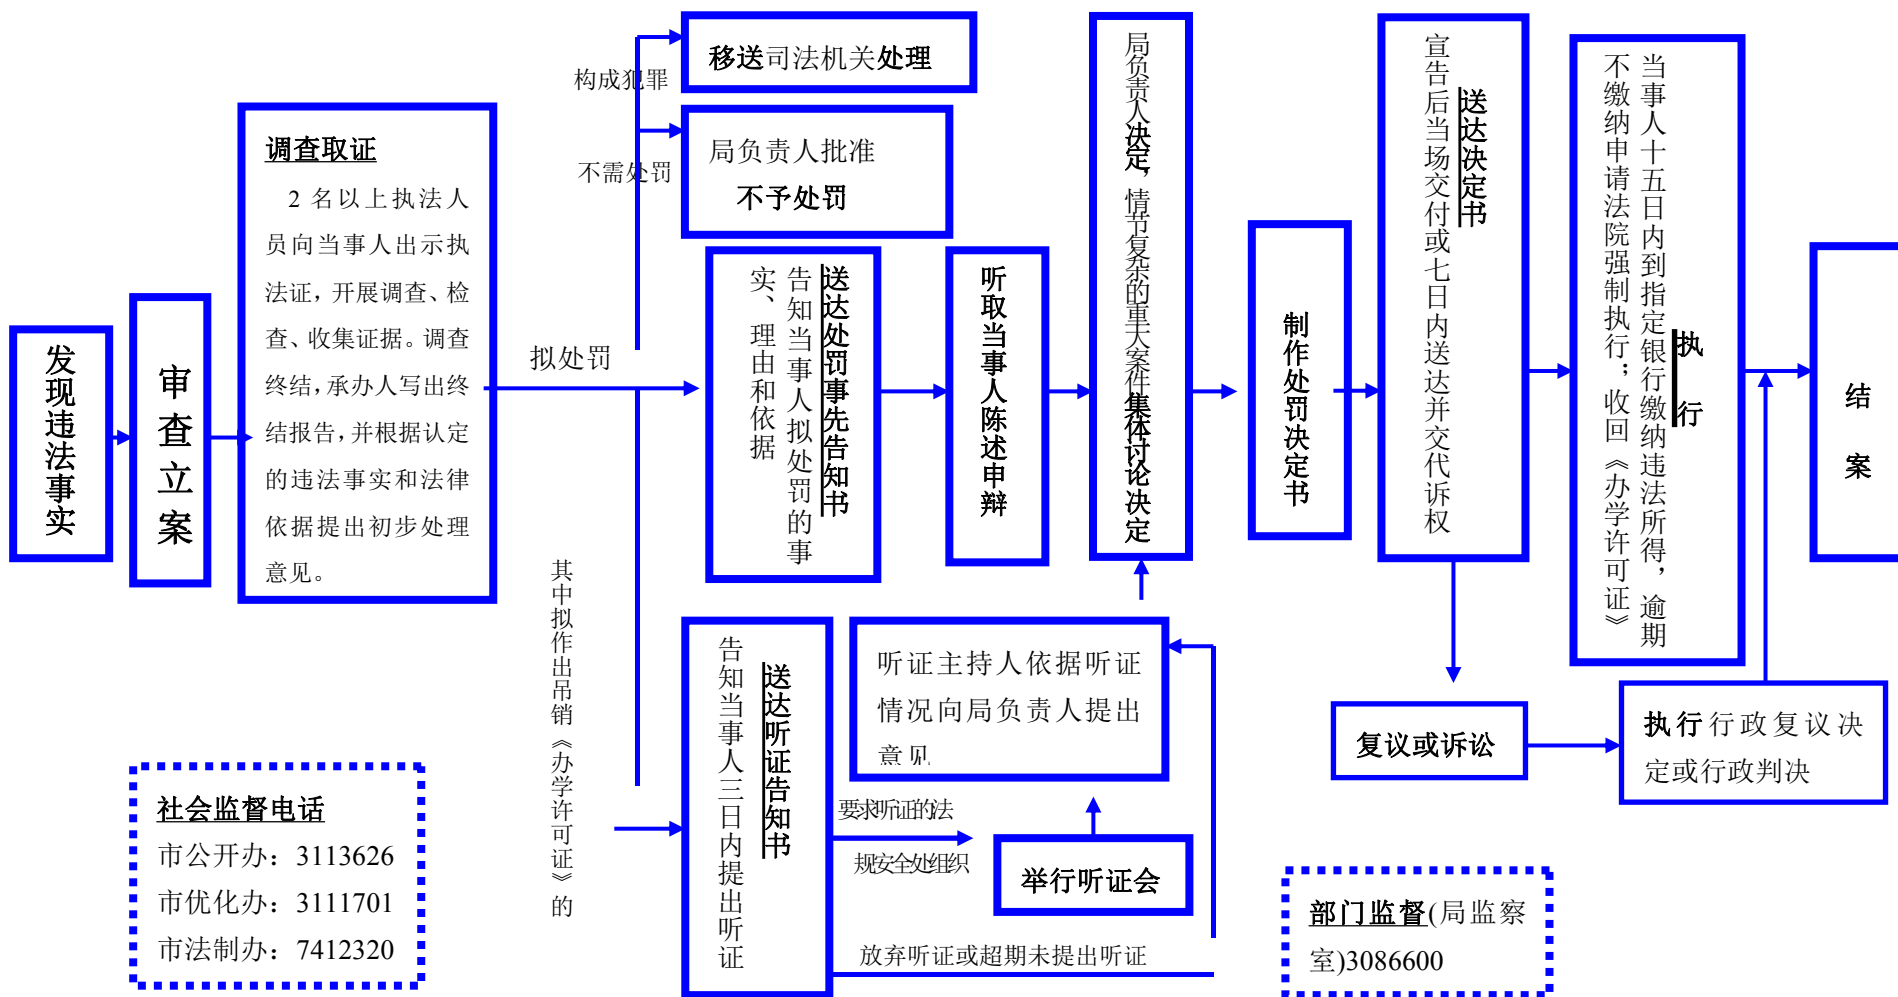 发现违法事实
审查立案
调查取证
2 名以上执法人
员向当事人出示执
法证，开展调查、检
查、收集证据。调查
终结，承办人写出终
结报告，并根据认定
的违法事实和法律
依据提出初步处理
意见。
拟处罚
构成犯罪
移送司法机关处理
不需处罚
局负责人批准
不予处罚
送达处罚事先告知书
告知当事人拟处罚的事
实、理由和依据
听取当事人陈述申辩
局负责人决定，情节复杂的重大案件集体讨论决定
制作处罚决定书
送达决定书
宣告后当场交付或七日内送达并交代诉权
执 行
当事人十五日内到指定银行缴纳违法所得，逾期
不缴纳申请法院强制执行；收回《办学许可证》
结 案
其中拟作出吊销《办学许可证》的
送达听证告知书
告知当事人三日内提出听证
要求听证的法
规安全处组织
举行听证会
听证主持人依据听证
情况向局负责人提出
意见
放弃听证或超期未提出听证
复议或诉讼
执行行政复议决
定或行政判决
社会监督电话
市公开办：3113626
市优化办：3111701
市法制办：7412320
部门监督(局监察
室)3086600